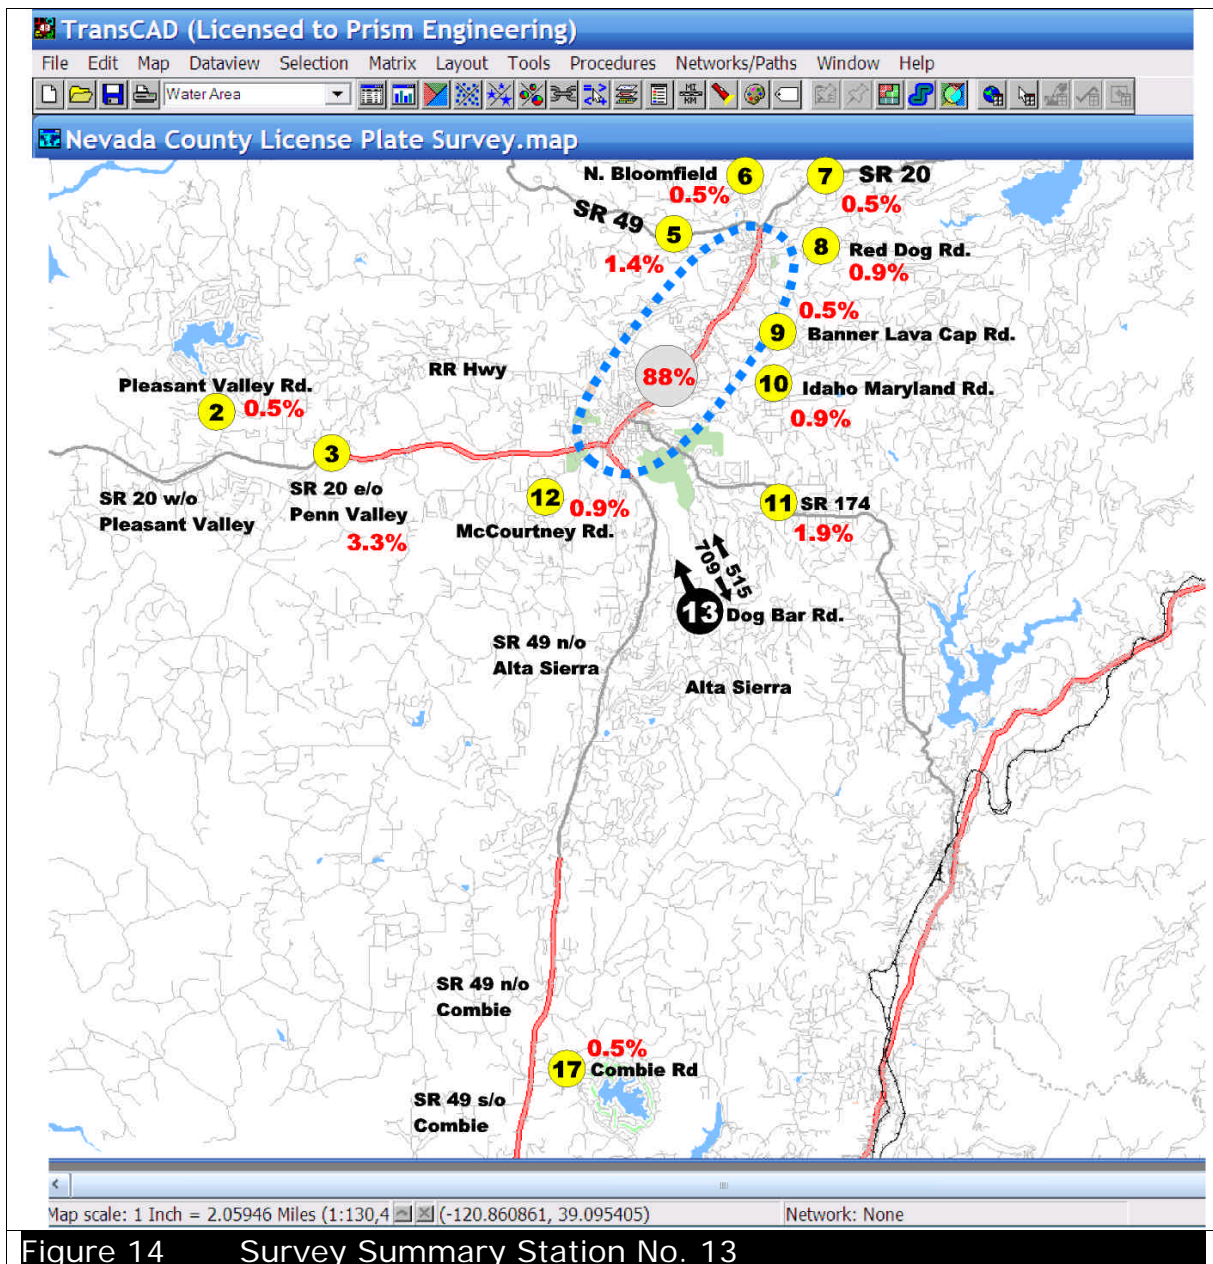 TransCAD (Licensed to Prism Engineering)
File Edit Map Dataview Selection Matrix Layout Tools Procedures Networks/Paths Window Help
Water Area
MI
KM
Nevada County License Plate Survey.map
N. Bloomfield 6
0.5%
7 SR 20
0.5%
SR 49
5
1.4%
8 Red Dog Rd.
0.9%
0.5%
9 Banner Lava Cap Rd.
RR Hwy
88%
10 Idaho Maryland Rd.
0.9%
Pleasant Valley Rd.
2 0.5%
3
SR 20 w/o
Pleasant Valley
SR 20 e/o
Penn Valley
3.3%
12 0.9%
McCourtney Rd.
11 SR 174
1.9%
515
709
13 Dog Bar Rd.
SR 49 n/o
Alta Sierra
Alta Sierra
SR 49 n/o
Combie
0.5%
17 Combie Rd
SR 49 s/o
Combie
Map scale: 1 Inch = 2.05946 Miles (1:130,4 (-120.860861, 39.095405) Network: None
Figure 14 Survey Summary Station No. 13